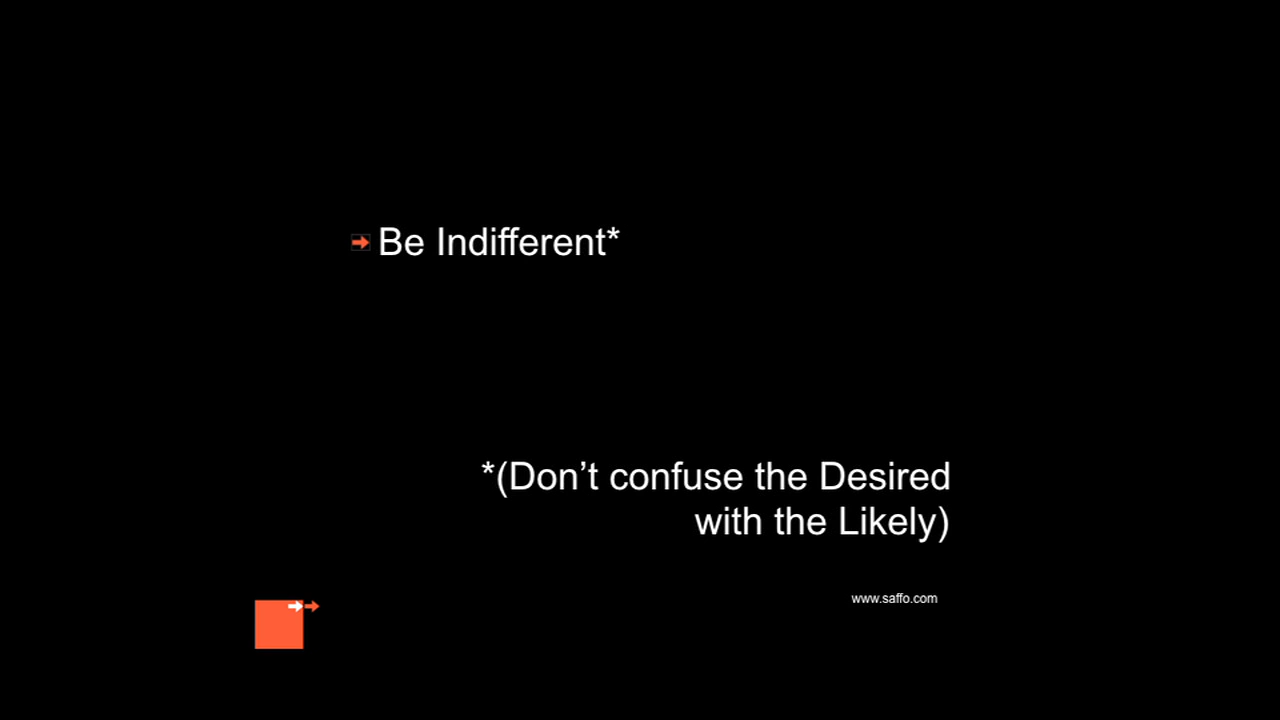 Be Indifferent*
*(Don’t confuse the Desired
with the Likely)
www.saffo.com